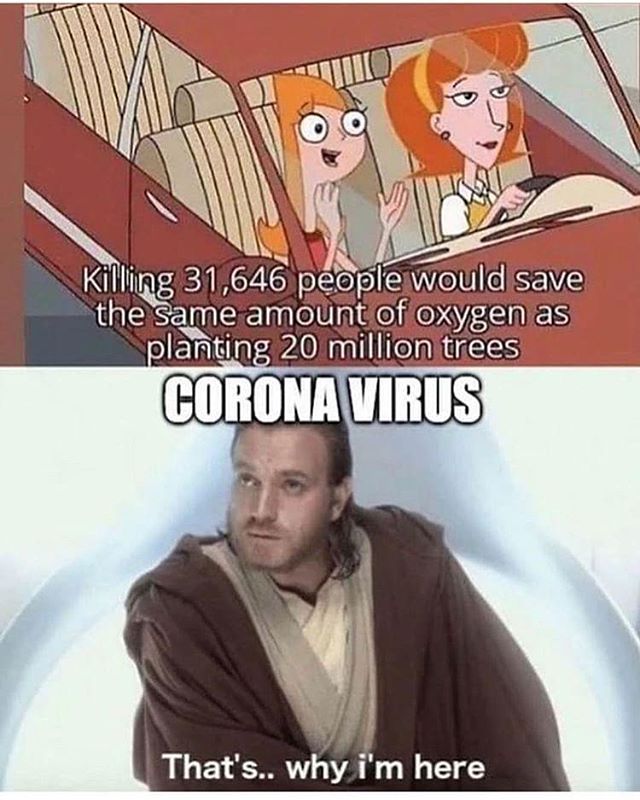 Killing 31,646 people would save
the same amount of oxygen as
planting 20 million trees
CORONA VIRUS
That's.. why i'm here